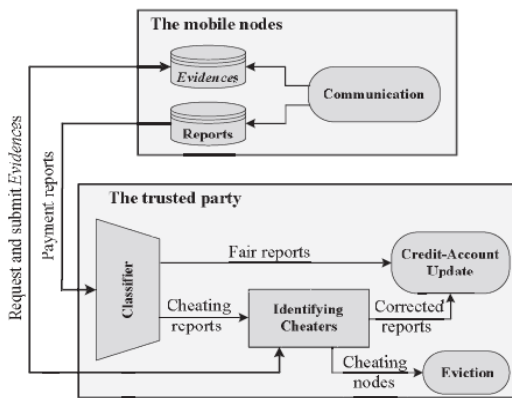 The mobile nodes
Evidences
Communication
Reports
Request and submit Evidences
Payment reports
The trusted party
Classifier
Fair reports
Credit-Account
Update
Cheating
reports
Identifying
Cheaters
Corrected
reports
Cheating
nodes
Eviction